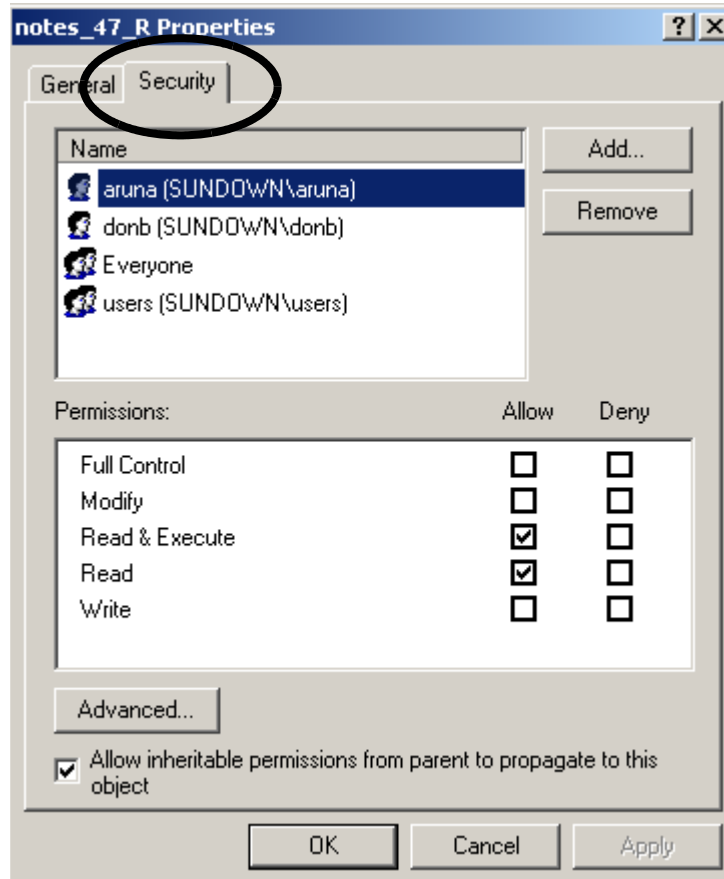 notes_47_R Properties
General Security
Name
Add...
aruna (SUNDOWN\aruna)
Remove
donb (SUNDOWN\donb)
Everyone
users (SUNDOWN\users)
Permissions: Allow Deny
Full Control
Modify
Read & Execute
Read
Write
Advanced...
Allow inheritable permissions from parent to propagate to this
object
OK Cancel Apply